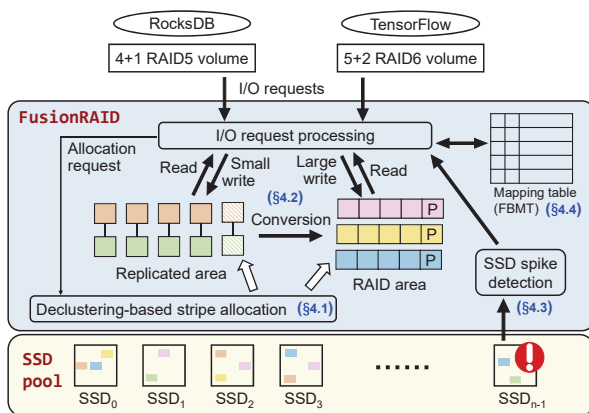 RocksDB
TensorFlow
4+1 RAID5 volume
5+2 RAID6 volume
I/O requests
FusionRAID
I/O request processing
Allocation
request
Read
Small
write
Large
write
Read
Mapping table
(FBMT) (§4.4)
(§4.2)
Conversion
P
P
P
Replicated area
RAID area
SSD spike
detection
(§4.3)
Declustering-based stripe allocation (§4.1)
SSD
pool
SSD0
SSD1
SSD2
SSD3
......
SSDn-1